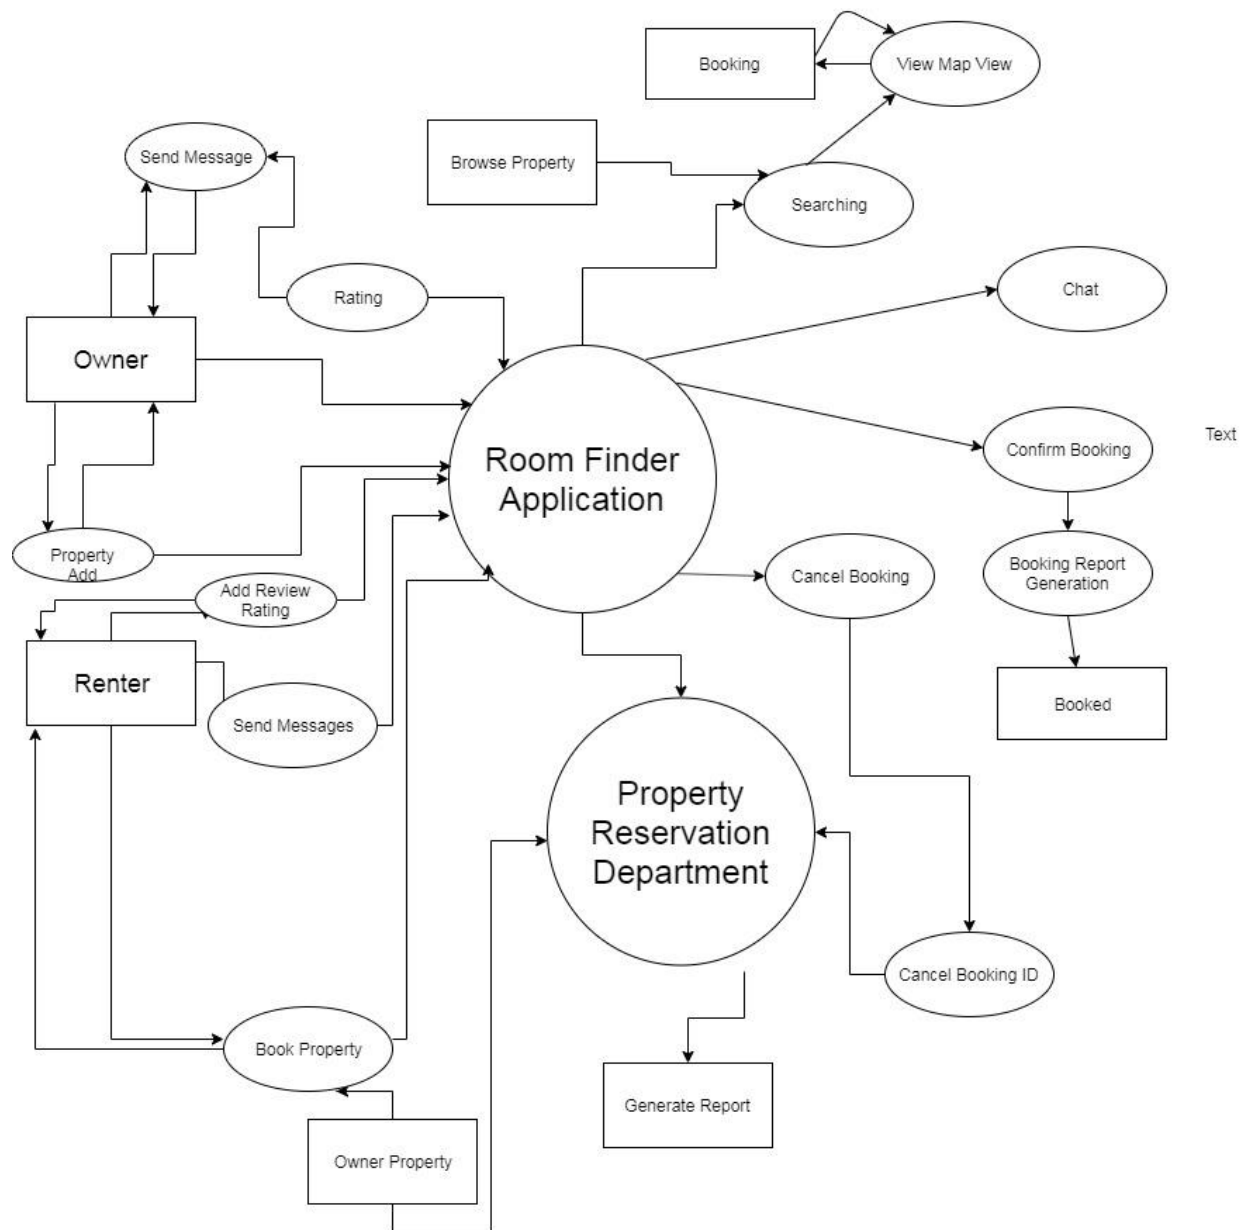 Booking
View Map View
Send Message
Browse Property
Searching
Rating
Chat
Owner
Text
Confirm Booking
Room Finder
Application
Property
Add
Add Review
Rating
Cancel Booking
Booking Report
Generation
Renter
Send Messages
Booked
Property
Reservation
Department
Cancel Booking ID
Book Property
Generate Report
Owner Property